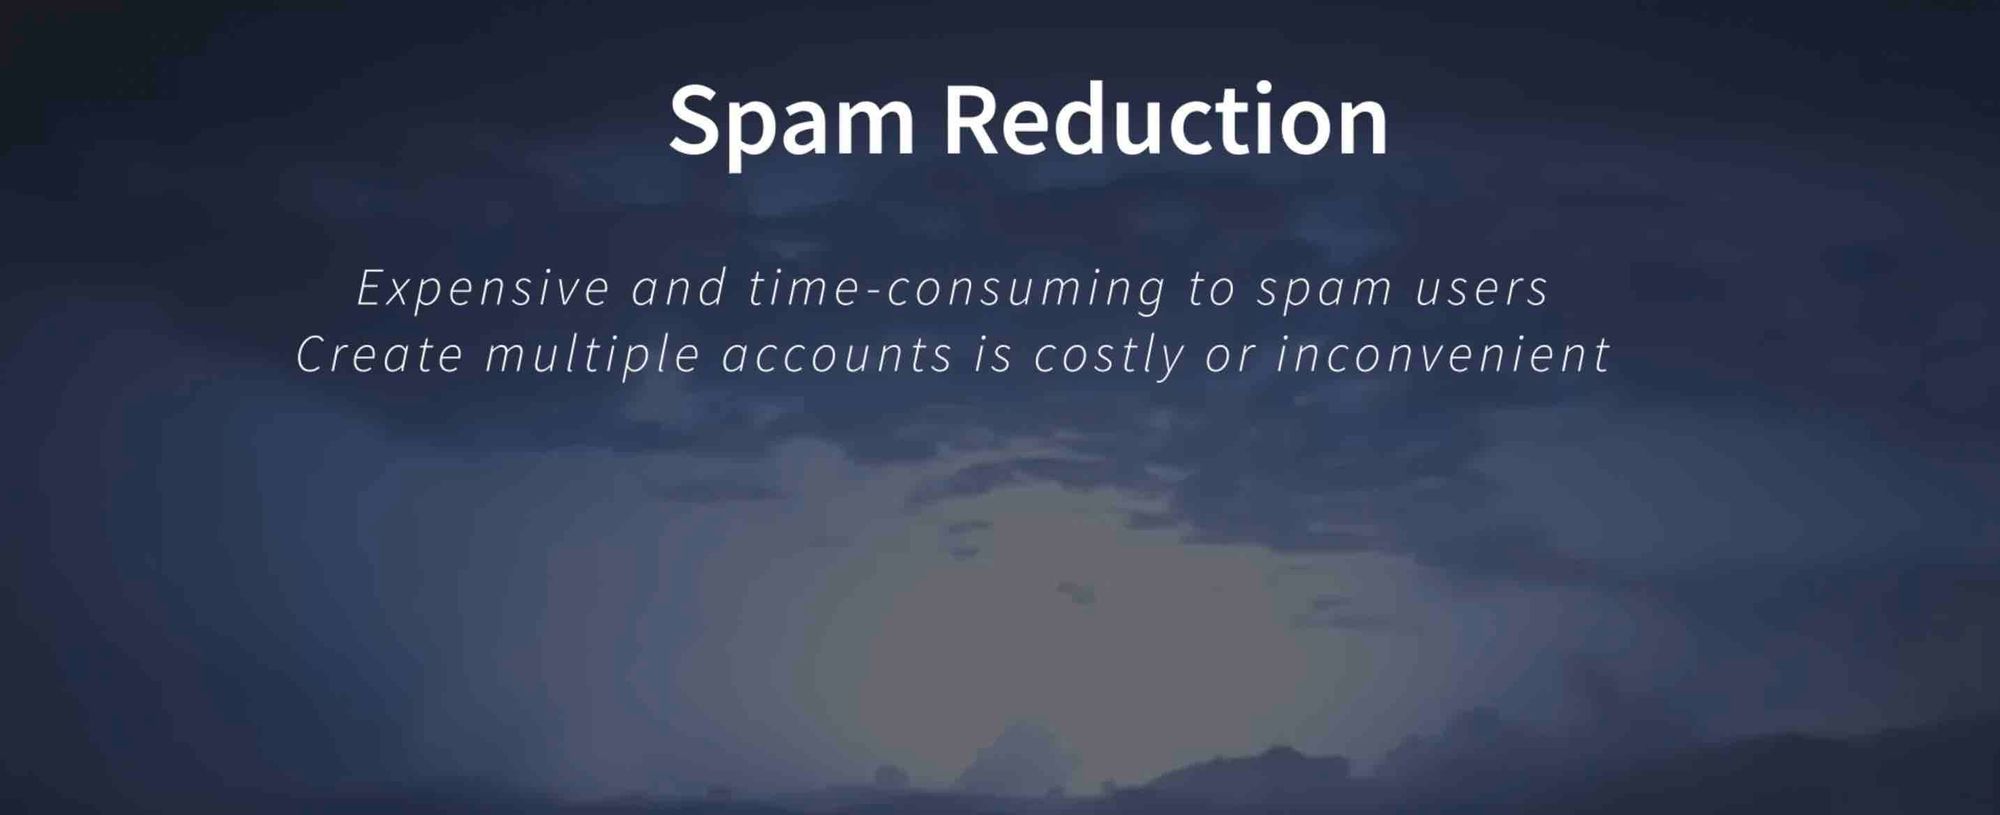 Spam Reduction
Expensive and time-consuming to spam users
Create multiple accounts is costly or inconvenient